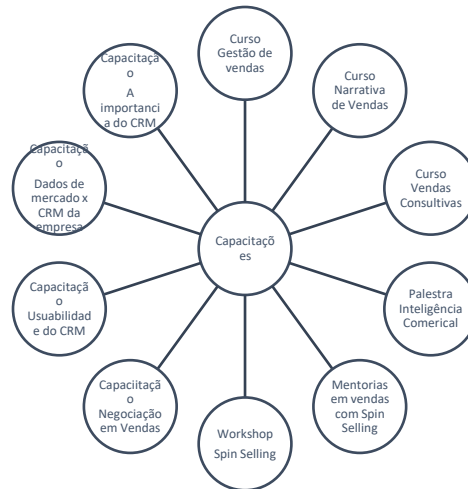 Curso
Gestão de
vendas
Curso
Narrativa
de Vendas
Curso
Vendas
Consultivas
Palestra
Inteligência
Comerical
Mentorias
em vendas
com Spin
Selling
Workshop
Spin Selling
Capaciitaçã
o
Negociação
em Vendas
Capacitaçã
o
Usuabilidad
e do CRM
Capacitaçã
o
Dados de
mercado x
CRM da
empresa
Capacitaçã
o
A
importanc
ia do CRM
Capacitaçõ
es